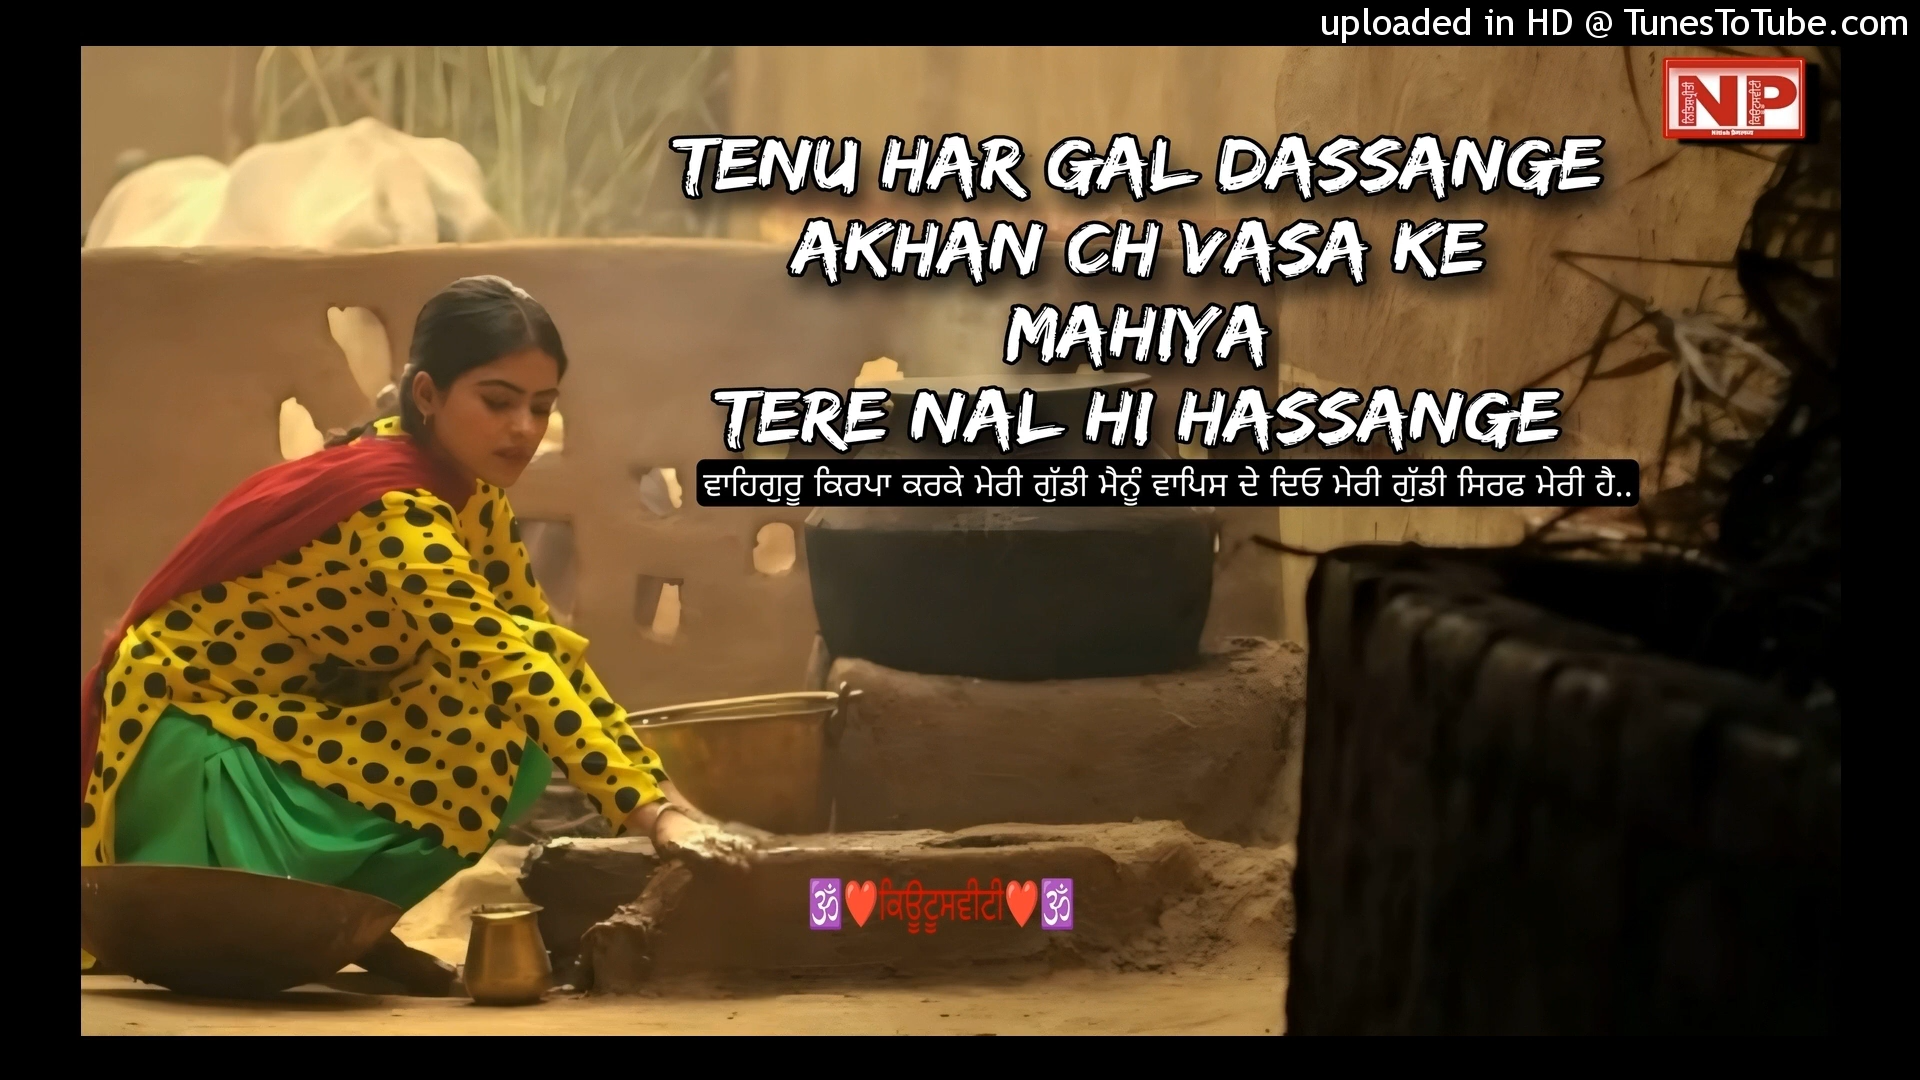 uploaded in HD @ TunesToTube.com
NP
TENU HAR GAL DASSANGE
AKHAN CH VASA KE
MAHIYA
TERE NAL HI HASSANGE
ਵਾਹਿਗੁਰੂ ਕਿਰਪਾ ਕਰਕੇ ਮੇਰੀ ਗੁੱਡੀ ਮੈਨੂੰ ਵਾਪਿਸ ਦੇ ਦਿਓ ਮੇਰੀ ਗੁੱਡੀ ਸਿਰਫ ਮੇਰੀ ਹੈ..
🕉❤️ਕਿਊਟੂਸਵੀਟੀ❤️🕉